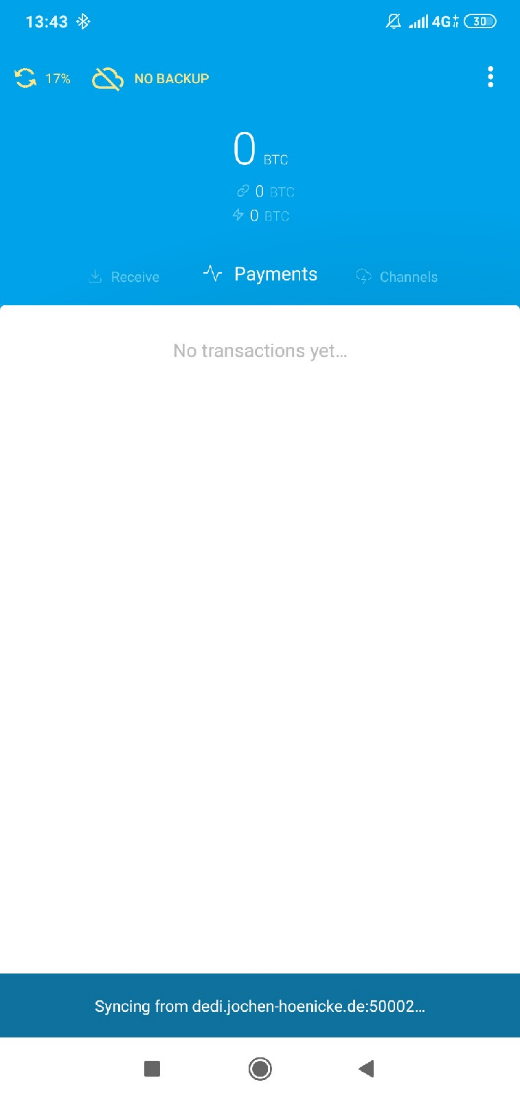 13:43 4G 30
17% NO BACKUP
0 BTC
0 BTC
0 BTC
Receive Payments Channels
No transactions yet...
Syncing from dedi.jochen-hoenicke.de:50002...